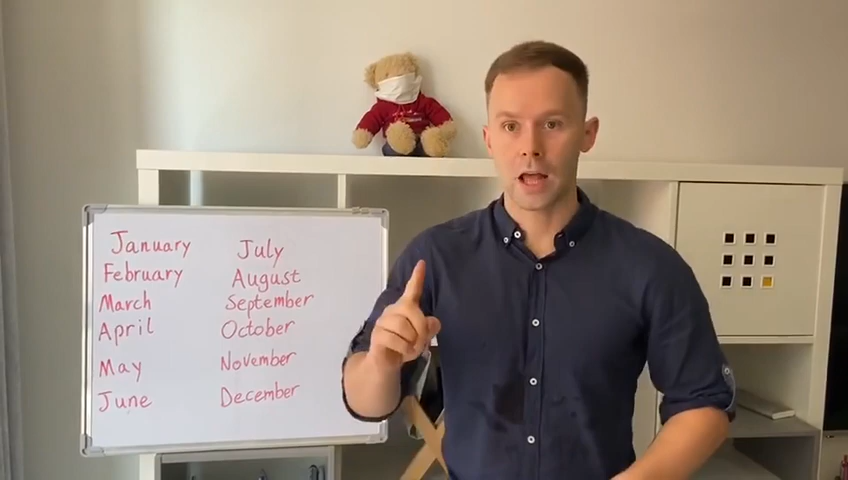 January
February
March
April
May
June
July
August
September
October
November
December